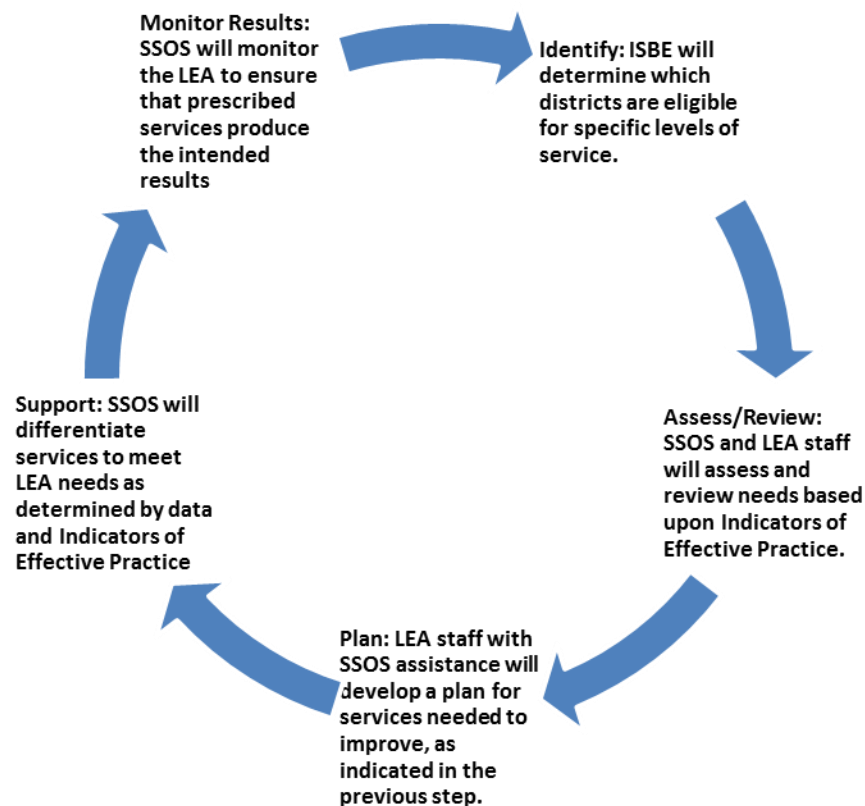 Monitor Results:
SSOS will monitor
the LEA to ensure
that prescribed
services produce
the intended
results
Identify: ISBE will
determine which
districts are eligible
for specific levels of
service.
Assess/Review:
SSOS and LEA staff
will assess and
review needs based
upon Indicators of
Effective Practice.
Plan: LEA staff with
SSOS assistance will
develop a plan for
services needed to
improve, as
indicated in the
previous step.
Support: SSOS will
differentiate
services to meet
LEA needs as
determined by data
and Indicators of
Effective Practice